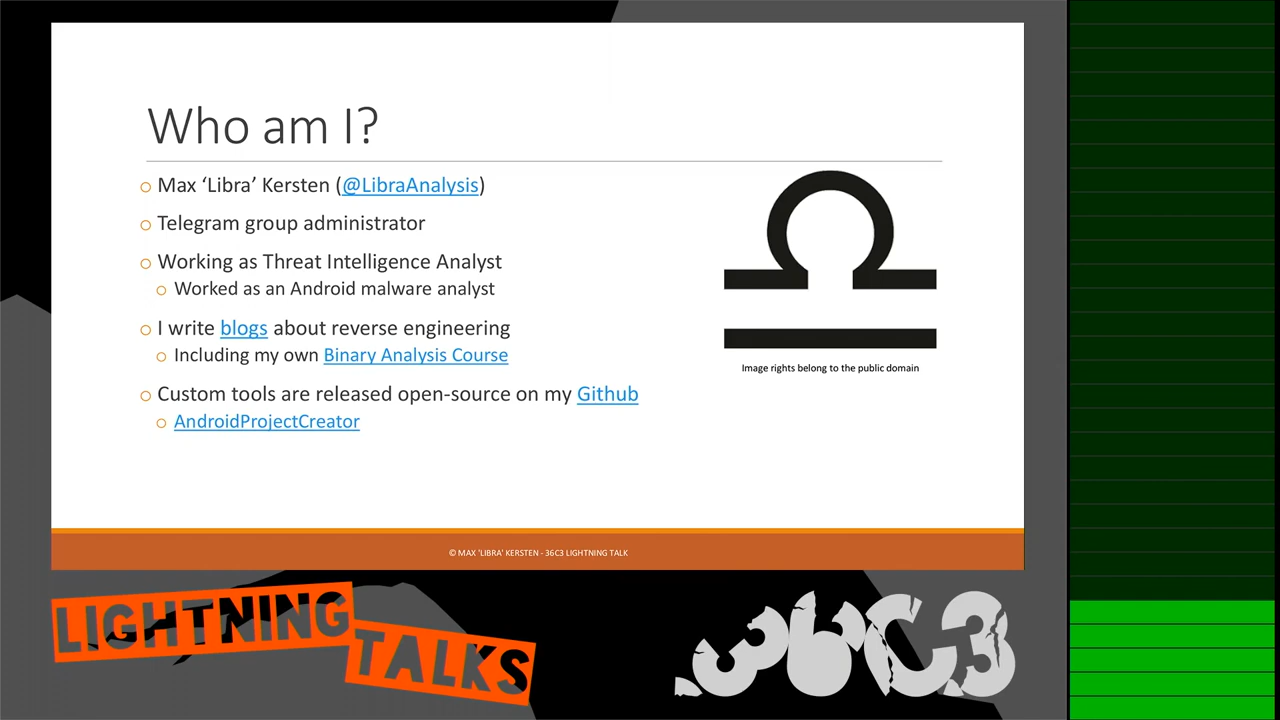 Who am I?
Max ‘Libra’ Kersten (@LibraAnalysis)
Telegram group administrator
Working as Threat Intelligence Analyst
Worked as an Android malware analyst
I write blogs about reverse engineering
Including my own Binary Analysis Course
Custom tools are released open-source on my Github
AndroidProjectCreator
Image rights belong to the public domain
© MAX 'LIBRA' KERSTEN - 36C3 LIGHTNING TALK
LIGHTNING
TALKS
36C3